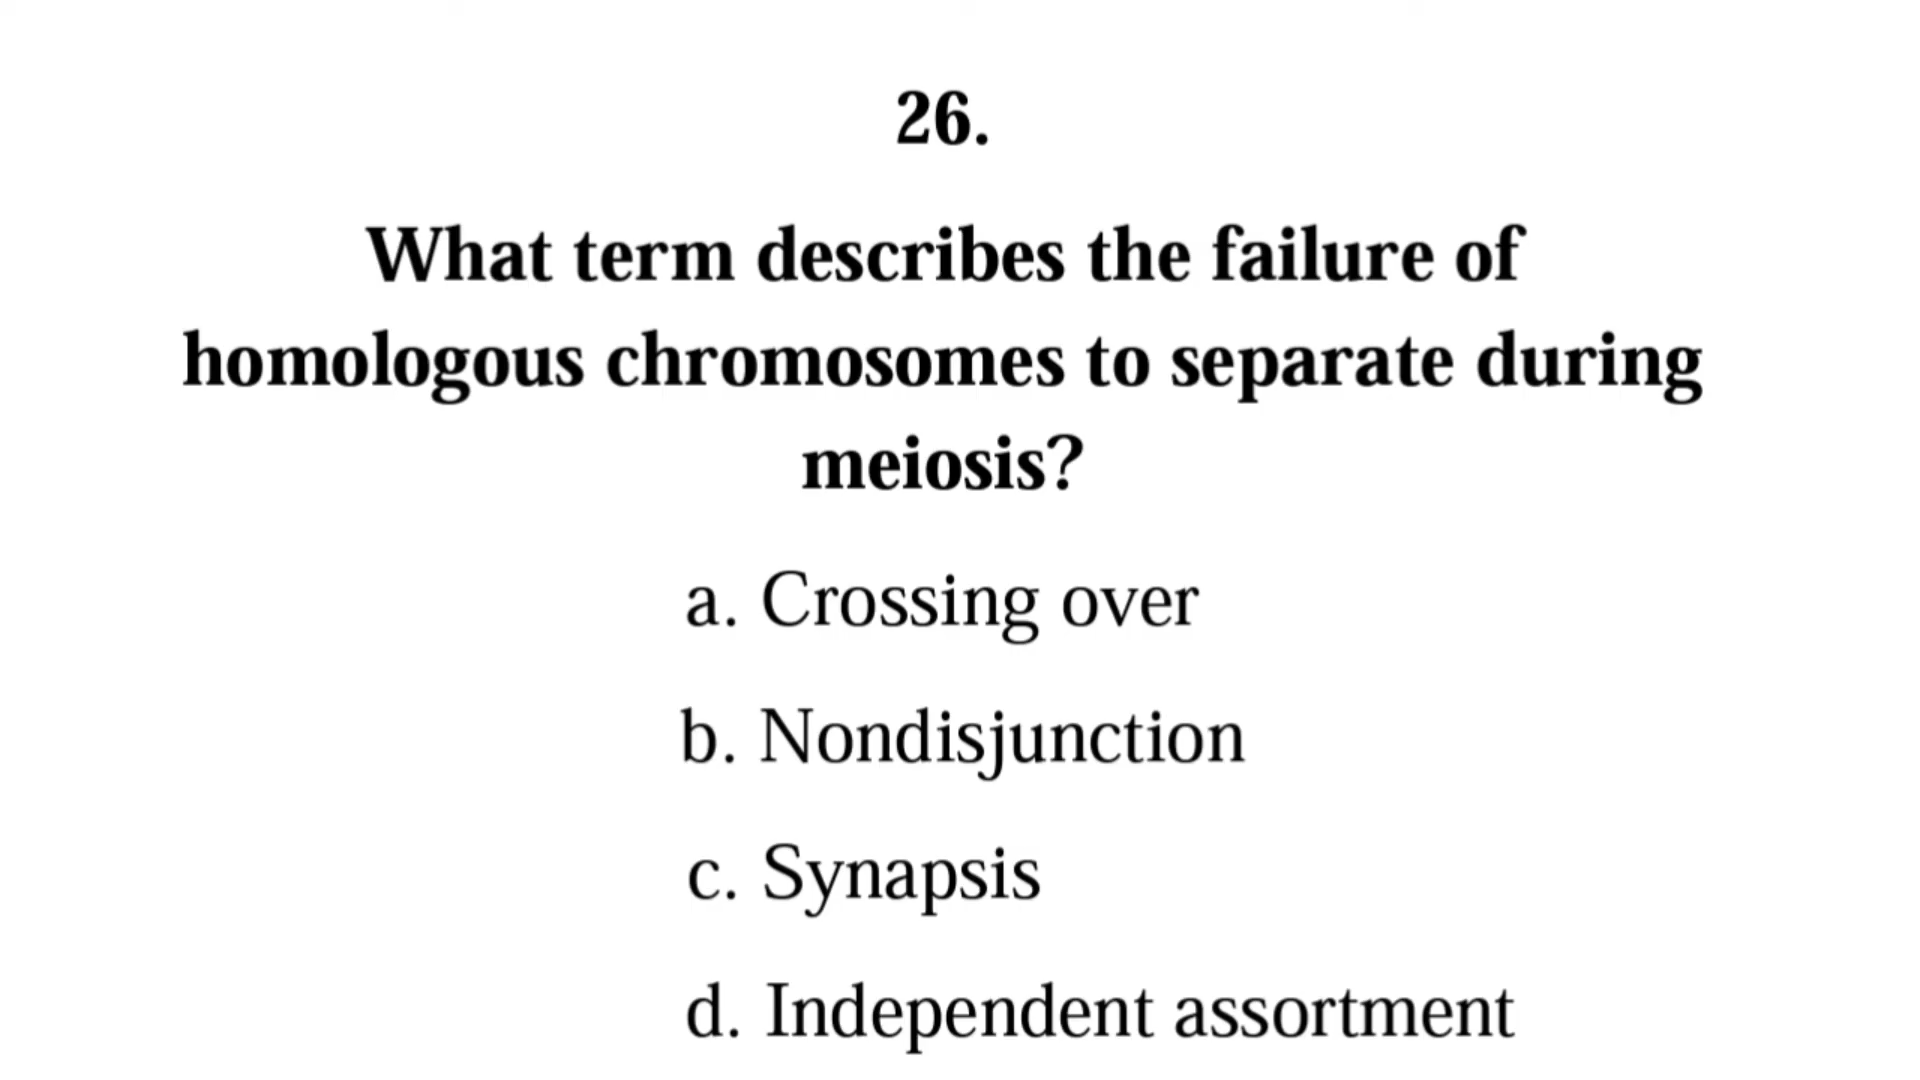 26.
What term describes the failure of
homologous chromosomes to separate during
meiosis?
a. Crossing over
b. Nondisjunction
c. Synapsis
d. Independent assortment